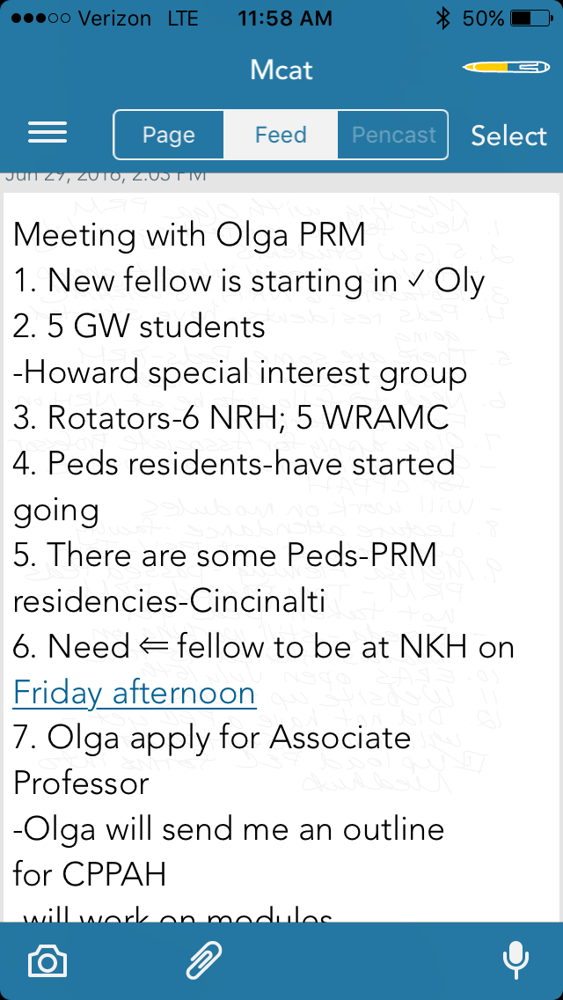 Verizon LTE 11:58 AM 50%
Mcat
Page Feed Pencast Select
Jun 29, 2016, 2:03 PM
Meeting with Olga PRM
1. New fellow is starting in ✓ Oly
2. 5 GW students
-Howard special interest group
3. Rotators-6 NRH; 5 WRAMC
4. Peds residents-have started
going
5. There are some Peds-PRM
residencies-Cincinalti
6. Need ⇐ fellow to be at NKH on
Friday afternoon
7. Olga apply for Associate
Professor
-Olga will send me an outline
for CPPAH
-will work on modules